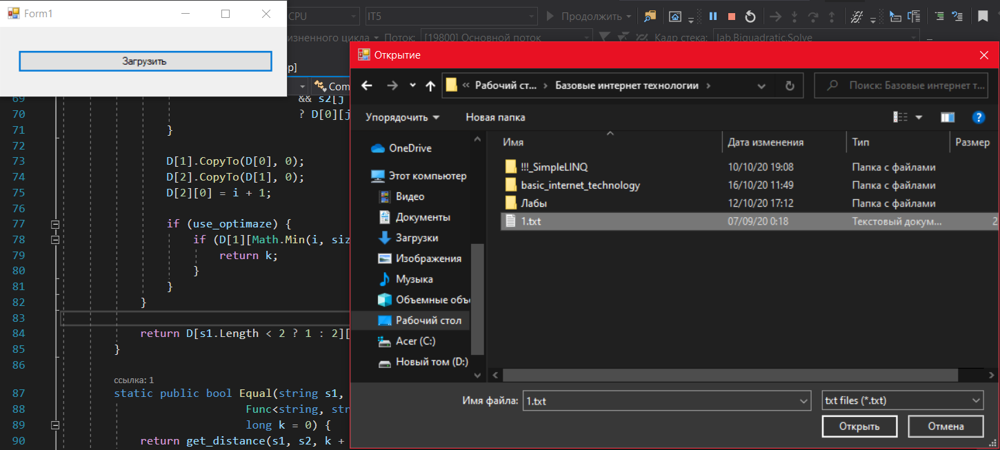 Form1
Загрузить
CPU
IT5
Продолжить
изненного цикла
Поток:
[19800] Основной поток
Кадр стека:
lab.Biquadratic.Solve
p]
Com
69 && s2[j
70 ? D[0][j
71 }
72
73 D[1].CopyTo(D[0], 0);
74 D[2].CopyTo(D[1], 0);
75 D[2][0] = i + 1;
76
77 if (use_optimaze) {
78 if (D[1][Math.Min(i, siz
79 return k;
80 }
81 }
82 }
83
84 return D[s1.Length < 2 ? 1 : 2][
85 }
86
ссылка: 1
87 static public bool Equal(string s1,
88 Func<string, str
89 long k = 0) {
90 return get_distance(s1, s2, k +
Открытие
« Рабочий ст... › Базовые интернет технологии ›
Поиск: Базовые интернет т...
Упорядочить
Новая папка
OneDrive
Этот компьютер
Видео
Документы
Загрузки
Изображения
Музыка
Объемные объ
Рабочий стол
Acer (C:)
Новый том (D:)
Имя Дата изменения Тип Размер
!!!_SimpleLINQ 10/10/20 19:08 Папка с файлами
basic_internet_technology 16/10/20 11:49 Папка с файлами
Лабы 12/10/20 17:12 Папка с файлами
1.txt 07/09/20 0:18 Текстовый докум... 2
Имя файла: 1.txt
txt files (*.txt)
Открыть
Отмена